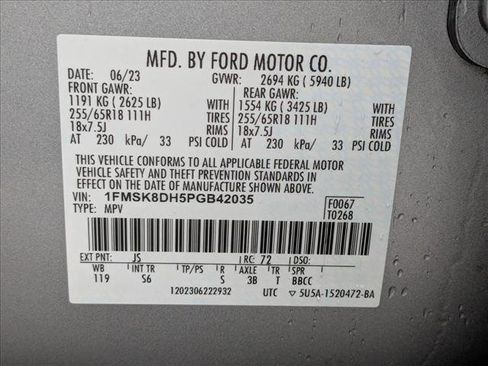 MFD. BY FORD MOTOR CO.
DATE: 06/23 GVWR: 2694 KG ( 5940 LB)
FRONT GAWR: REAR GAWR:
1191 KG ( 2625 LB) WITH 1554 KG ( 3425 LB) WITH
255/65R18 111H TIRES 255/65R18 111H TIRES
18x7.5J RIMS 18x7.5J RIMS
AT 230 kPa/ 33 PSI COLD AT 230 kPa/ 33 PSI COLD
THIS VEHICLE CONFORMS TO ALL APPLICABLE FEDERAL MOTOR
VEHICLE SAFETY AND THEFT PREVENTION STANDARDS IN EFFECT
ON THE DATE OF MANUFACTURE SHOWN ABOVE.
VIN: 1FMSK8DH5PGB42035 F0067
TYPE: MPV T0268
EXT PNT: JS RC: 72
WB INT TR TP/PS R AXLE TR SPR
119 S6 3B T BBCC
1202306222932 UTC ▽ 5U5A-1520472-BA